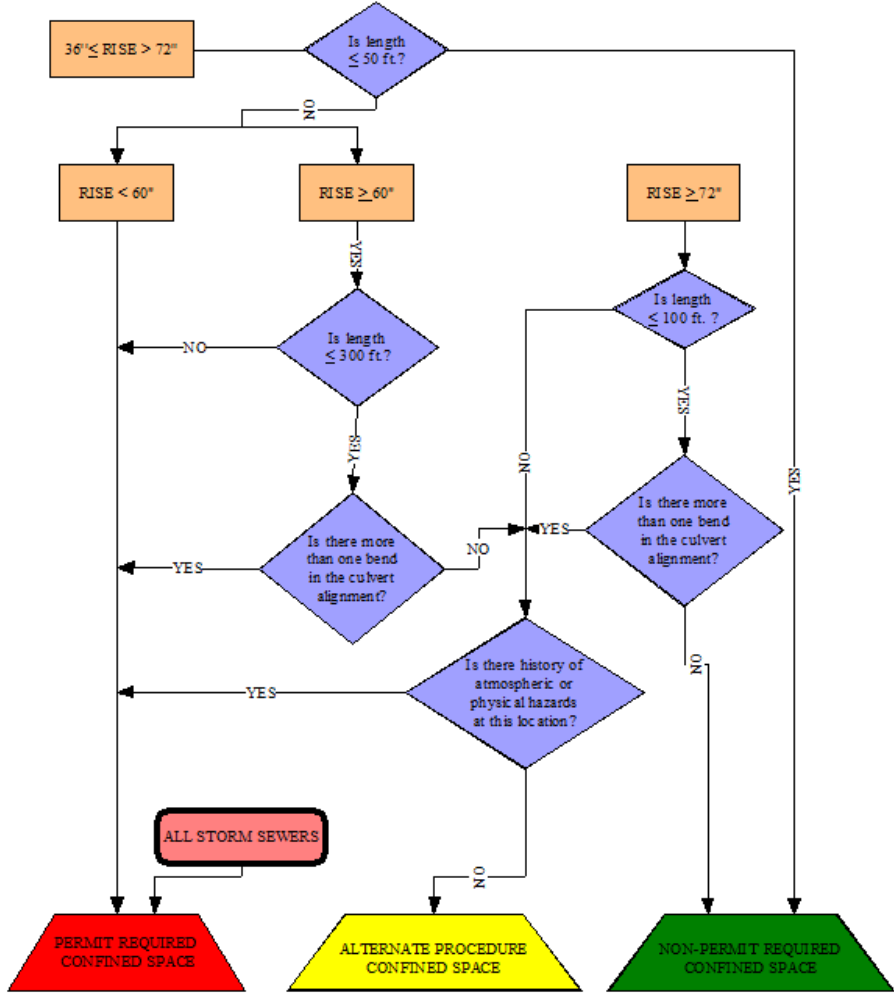 36"≤ RISE > 72"
Is length
≤ 50 ft.?
NO
RISE < 60"
RISE ≥ 60"
RISE ≥ 72"
YES
Is length
≤ 100 ft. ?
Is length
≤ 300 ft.?
NO
YES
YES
NO
YES
Is there more
than one bend
in the culvert
alignment?
YES
NO
Is there more
than one bend
in the culvert
alignment?
YES
NO
Is there history of
atmospheric or
physical hazards
at this location?
YES
ALL STORM SEWERS
NO
PERMIT REQUIRED
CONFINED SPACE
ALTERNATE PROCEDURE
CONFINED SPACE
NON-PERMIT REQUIRED
CONFINED SPACE